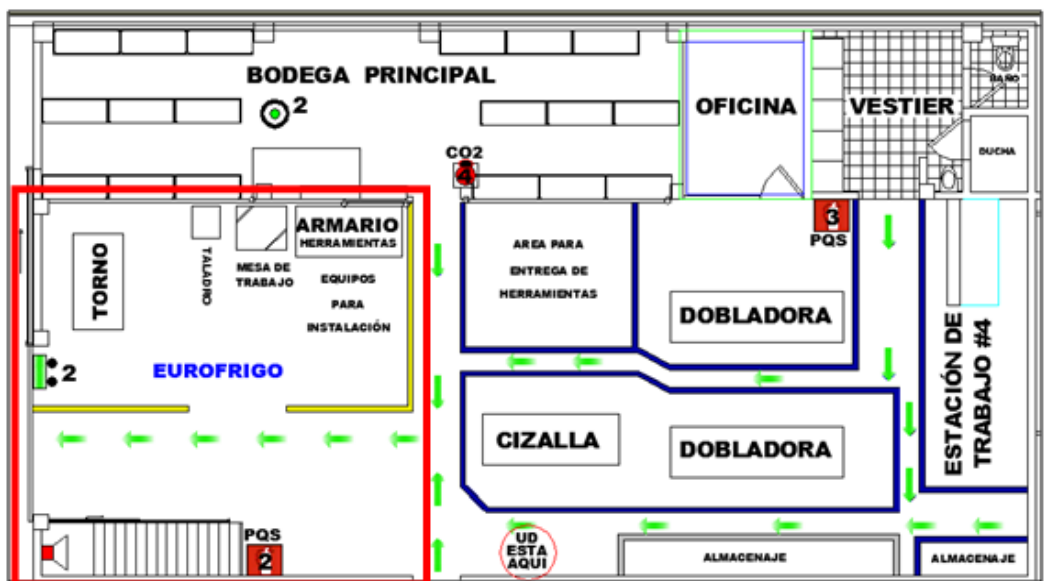 BODEGA PRINCIPAL
2
OFICINA
VESTIER
BAÑO
DUCHA
CO2
4
3
PQS
TORNO
TALADRO
MESA DE
TRABAJO
ARMARIO
HERRAMIENTAS
EQUIPOS
PARA
INSTALACIÓN
AREA PARA
ENTREGA DE
HERRAMIENTAS
DOBLADORA
ESTACIÓN DE
TRABAJO #4
2
EUROFRIGO
CIZALLA
DOBLADORA
PQS
2
UD
ESTA
AQUI
ALMACENAJE
ALMACENAJE